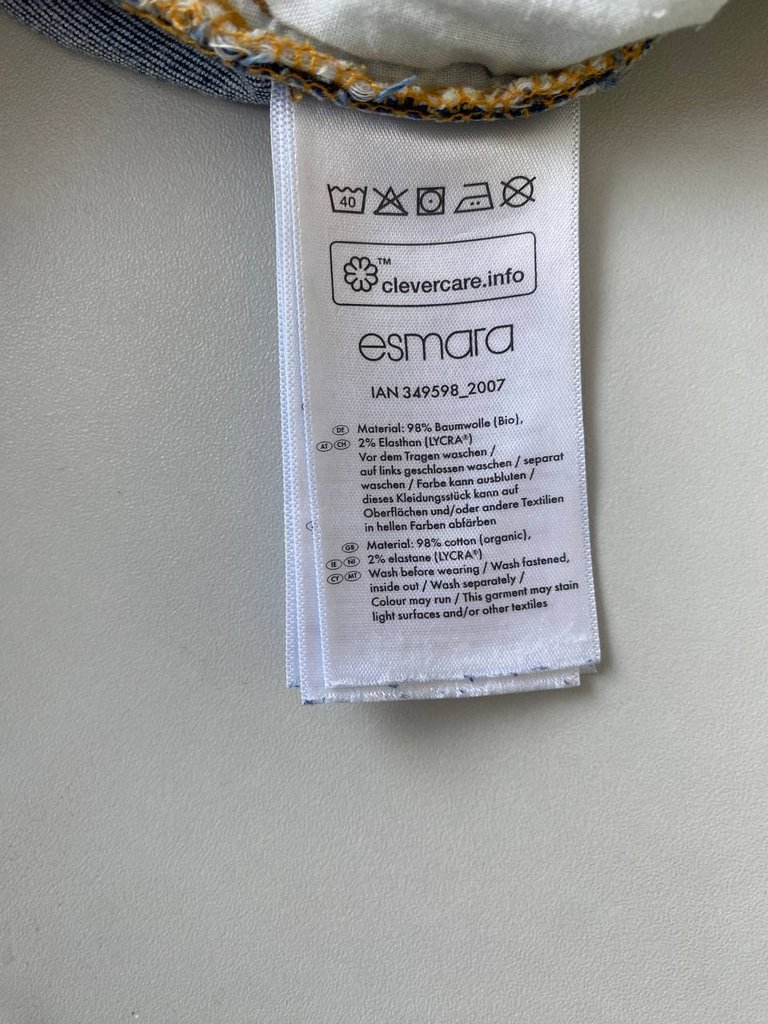 40
™
clevercare.info
esmara
IAN 349598_2007
DE Material: 98% Baumwolle (Bio),
AT CH 2% Elasthan (LYCRA®)
Vor dem Tragen waschen /
auf links geschlossen waschen / separat
waschen / Farbe kann ausbluten /
dieses Kleidungsstück kann auf
Oberflächen und/oder andere Textilien
in hellen Farben abfärben
GB Material: 98% cotton (organic),
IE NI 2% elastane (LYCRA®)
CY MT Wash before wearing / Wash fastened,
inside out / Wash separately /
Colour may run / This garment may stain
light surfaces and/or other textiles